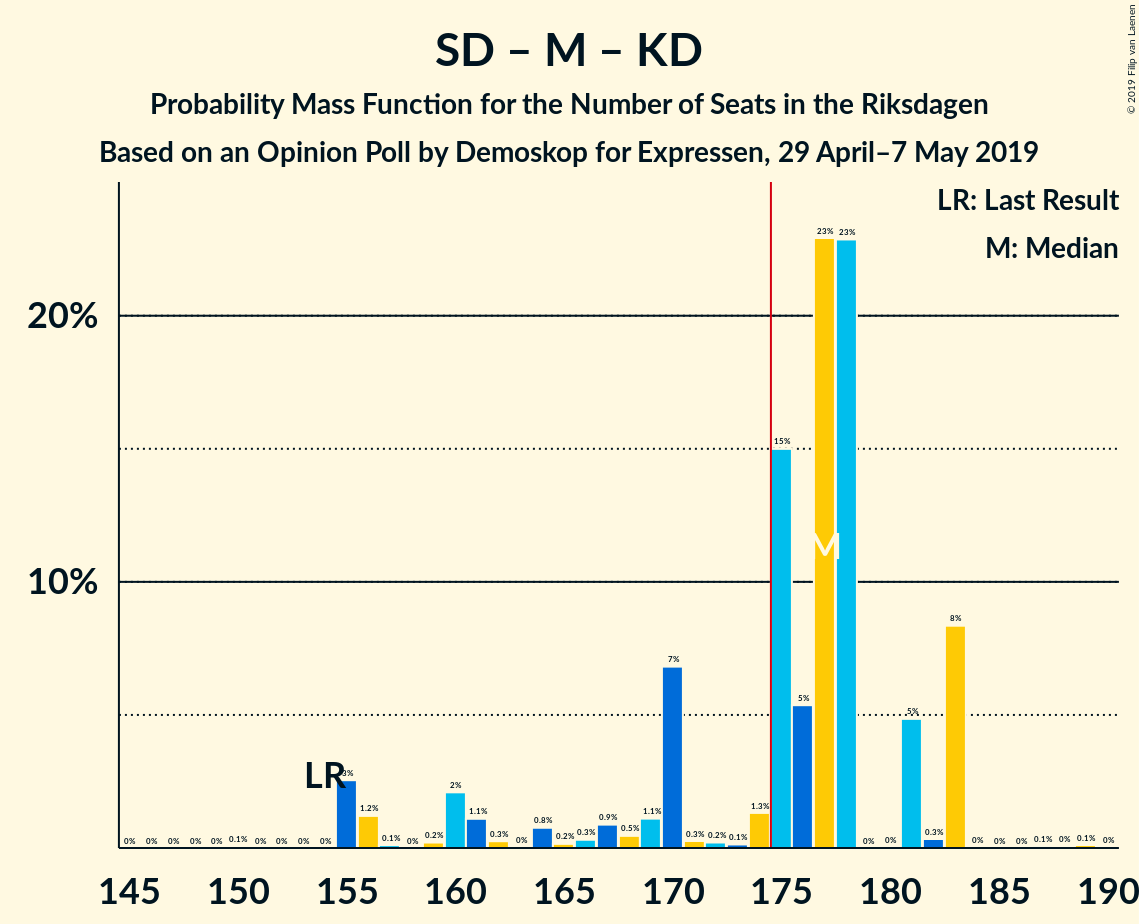 SD – M – KD
Probability Mass Function for the Number of Seats in the Riksdagen
Based on an Opinion Poll by Demoskop for Expressen, 29 April–7 May 2019
© 2019 Filip van Laenen
LR: Last Result
M: Median
20%
10%
LR
M
0% 0% 0% 0% 0% 0.1% 0% 0% 0% 0% 3% 1.2% 0.1% 0% 0.2% 2% 1.1% 0.3% 0% 0.8% 0.2% 0.3% 0.9% 0.5% 1.1% 7% 0.3% 0.2% 0.1% 1.3% 15% 5% 23% 23% 0% 0% 5% 0.3% 8% 0% 0% 0% 0.1% 0% 0.1% 0%
145 150 155 160 165 170 175 180 185 190